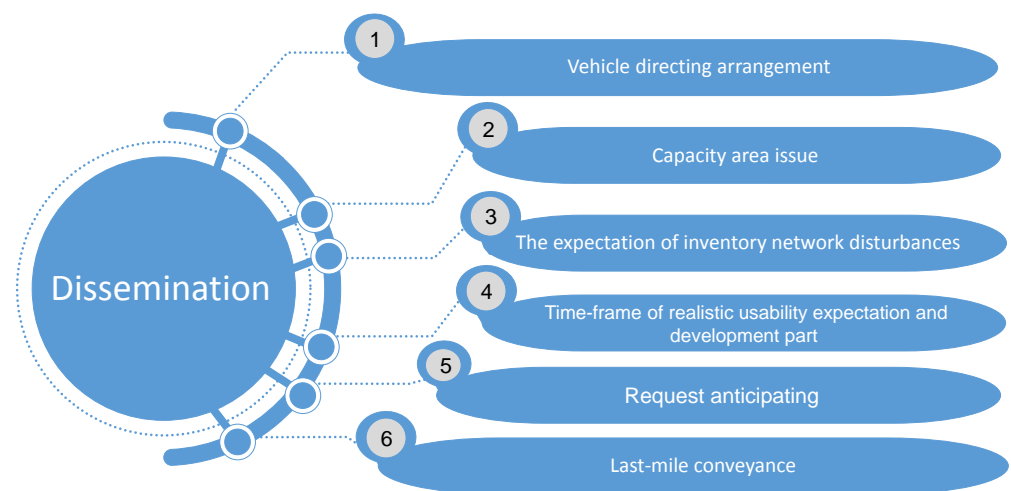 Dissemination
1
Vehicle directing arrangement
2
Capacity area issue
3
The expectation of inventory network disturbances
4
Time-frame of realistic usability expectation and
development part
5
Request anticipating
6
Last-mile conveyance